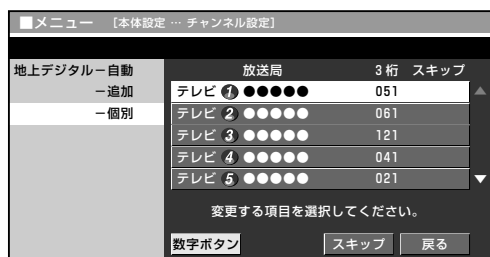 ■メニュー [本体設定 … チャンネル設定]
地上デジタル－自動
－追加
－個別
放送局 3桁 スキップ
テレビ 1 ●●●●● 051
テレビ 2 ●●●●● 061
テレビ 3 ●●●●● 121
テレビ 4 ●●●●● 041
テレビ 5 ●●●●● 021
変更する項目を選択してください。
数字ボタン スキップ 戻る